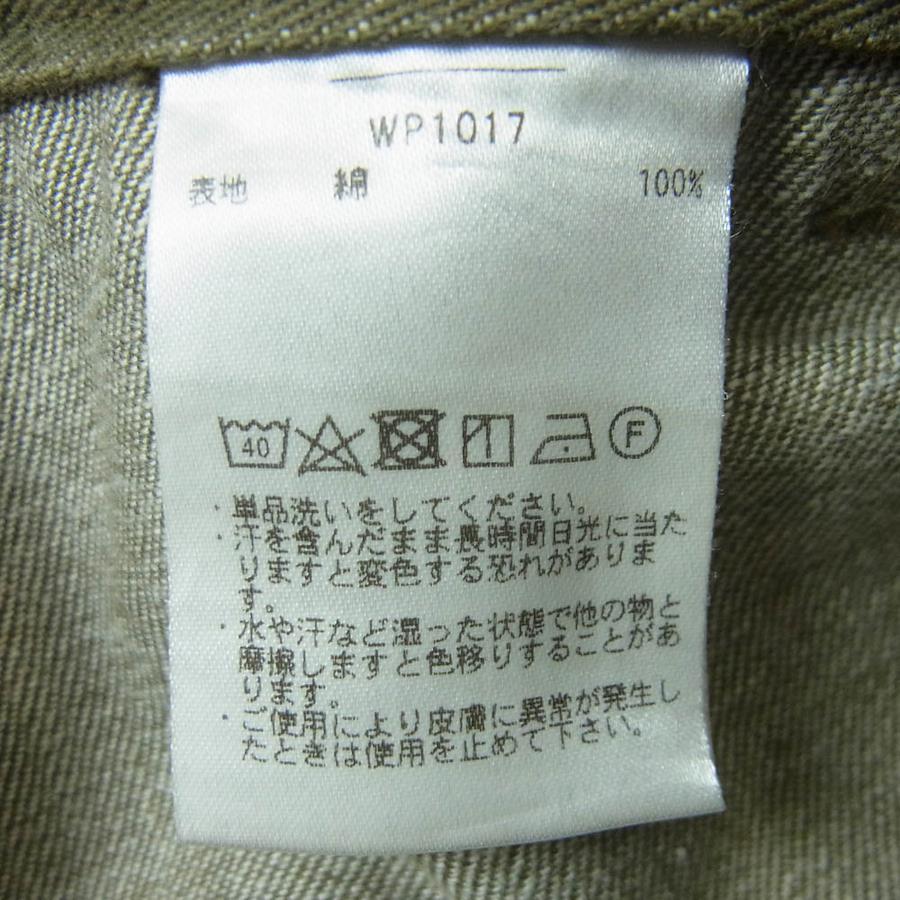 WP1017
表地 綿 100%
40 F
・単品洗いをしてください。
・汗を含んだまま長時間日光に当た
りますと変色する恐れがありま
す。
・水や汗など湿った状態で他の物と
摩擦しますと色移りすることがあ
ります。
・ご使用により皮膚に異常が発生し
たときは使用を止めて下さい。